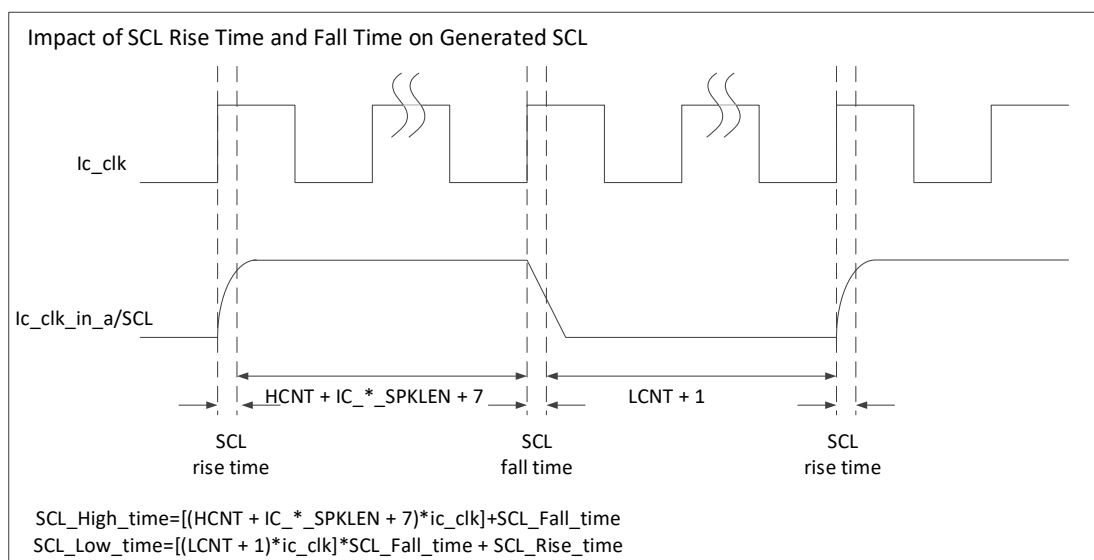 Impact of SCL Rise Time and Fall Time on Generated SCL
Ic_clk
Ic_clk_in_a/SCL
HCNT + IC_*_SPKLEN + 7
LCNT + 1
SCL
rise time
SCL
fall time
SCL
rise time
SCL_High_time=[(HCNT + IC_*_SPKLEN + 7)*ic_clk]+SCL_Fall_time
SCL_Low_time=[(LCNT + 1)*ic_clk]*SCL_Fall_time + SCL_Rise_time